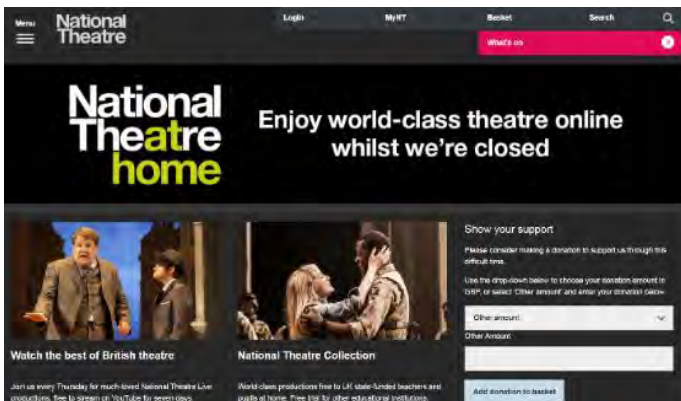 Menu
National
Theatre
Login
MyNT
Basket
Search
What's on
National
Theatre
home
Enjoy world-class theatre online
whilst we're closed
Watch the best of British theatre
Join us every Thursday for much-loved National Theatre Live
productions, free to stream on YouTube for seven days.
National Theatre Collection
World-class productions free to UK state-funded teachers and
pupils at home. Free trial for other educational institutions.
Show your support
Please consider making a donation to support us through this
difficult time.
Use the drop-down below to choose your donation amount in
GBP, or select 'Other amount' and enter your donation below.
Other amount
Other Amount
Add donation to basket